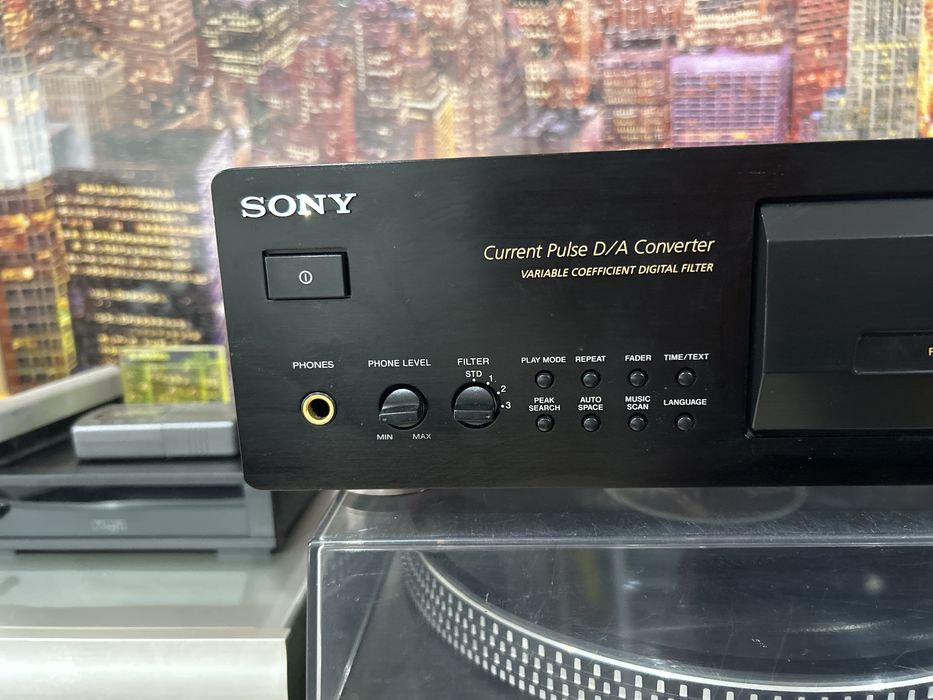 SONY
Current Pulse D/A Converter
VARIABLE COEFFICIENT DIGITAL FILTER
PHONES
PHONE LEVEL
MIN MAX
FILTER
STD
1
2
3
PLAY MODE REPEAT FADER TIME/TEXT
PEAK SEARCH
AUTO SPACE
MUSIC SCAN
LANGUAGE